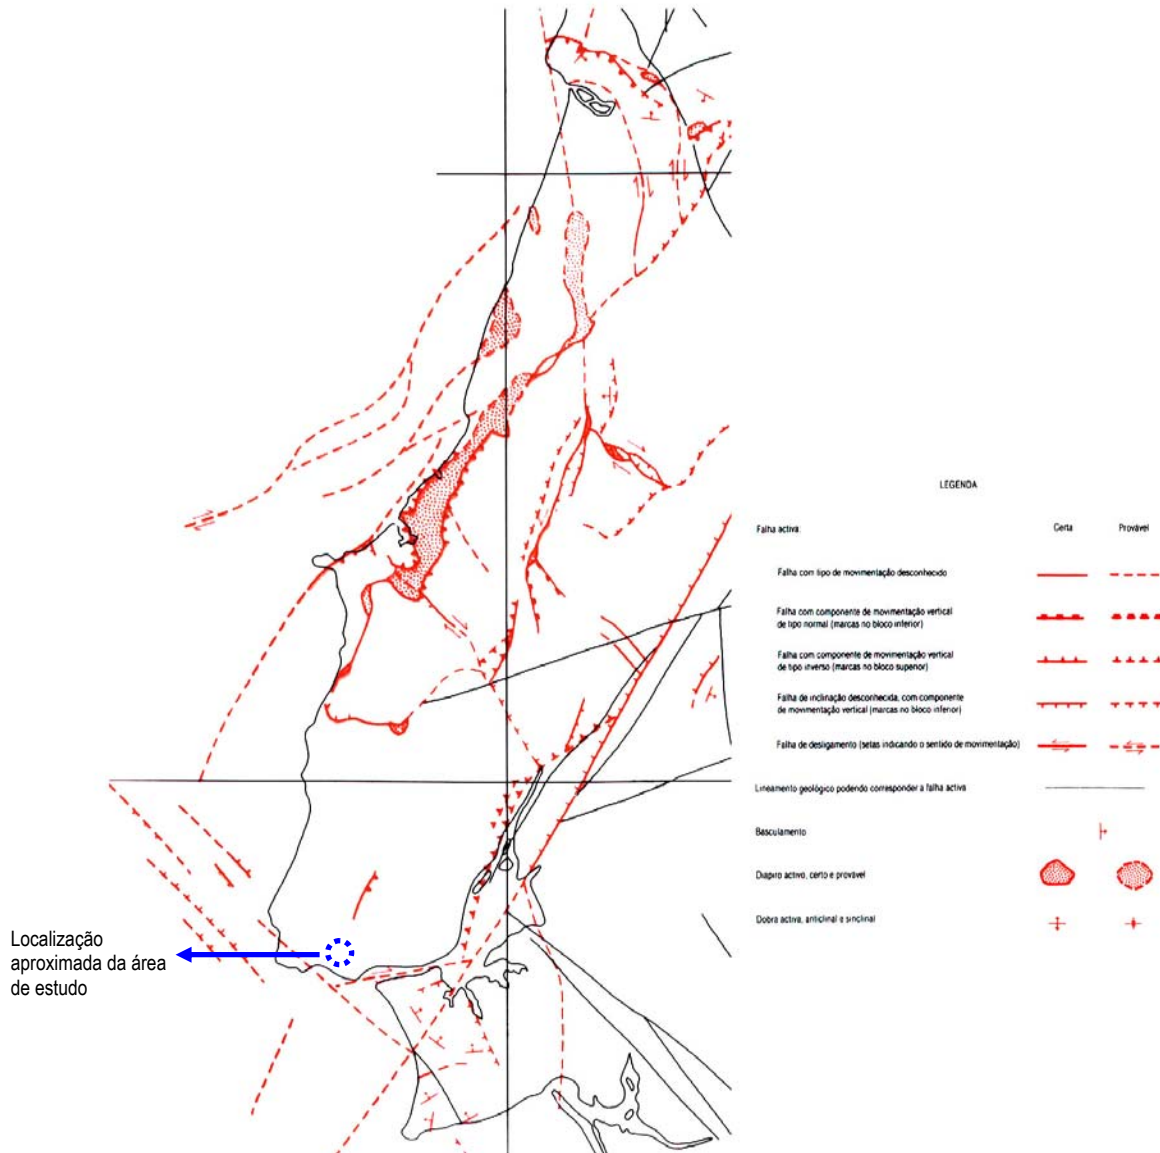 LEGENDA
Falha activa:
Certa
Provável
Falha com tipo de movimentação desconhecido
Falha com componente de movimentação vertical
de tipo normal (marcas no bloco inferior)
Falha com componente de movimentação vertical
de tipo inverso (marcas no bloco superior)
Falha de inclinação desconhecida, com componente
de movimentação vertical (marcas no bloco inferior)
Falha de desligamento (setas indicando o sentido de movimentação)
Lineamento geológico podendo corresponder a falha activa
Basculamento
Diapiro activo, certo e provável
Dobra activa, anticlinal e sinclinal
Localização
aproximada da área
de estudo